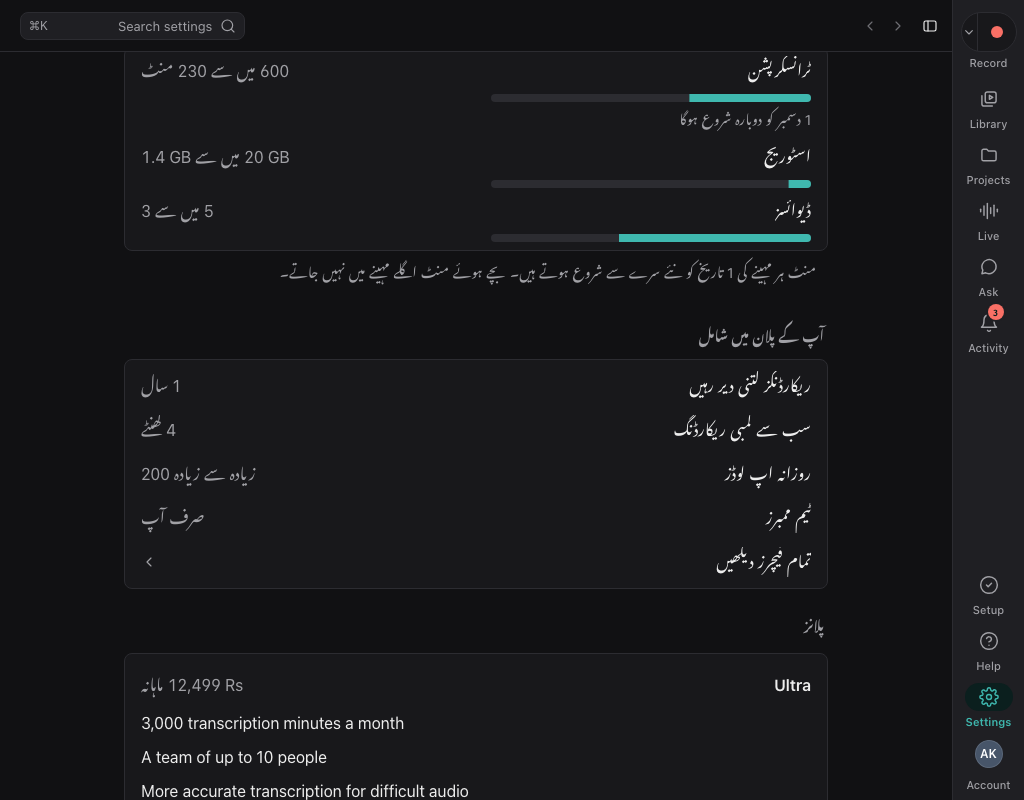 ⌘K
Search settings
Record
Library
Projects
Live
Ask
3
Activity
Setup
Help
Settings
AK
Account
ٹرانسکرپشن
600 میں سے 230 منٹ
1 دسمبر کو دوبارہ شروع ہوگا
اسٹوریج
20 GB میں سے 1.4 GB
ڈیوائسز
5 میں سے 3
منٹ ہر مہینے کی 1 تاریخ کو نئے سرے سے شروع ہوتے ہیں۔ بچے ہوئے منٹ اگلے مہینے میں نہیں جاتے۔
آپ کے پلان میں شامل
ریکارڈنگز کتنی دیر رہیں
1 سال
سب سے لمبی ریکارڈنگ
4 گھنٹے
روزانہ اپ لوڈز
زیادہ سے زیادہ 200
ٹیم ممبرز
صرف آپ
تمام فیچرز دیکھیں
پلانز
Ultra
12,499 Rs ماہانہ
3,000 transcription minutes a month
A team of up to 10 people
More accurate transcription for difficult audio